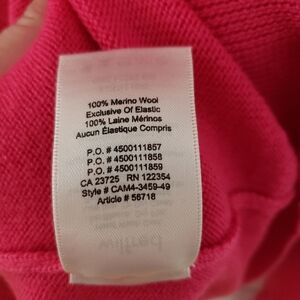 100% Merino Wool
Exclusive Of Elastic
100% Laine Mérinos
Aucun Élastique Compris
P.O. # 4500111857
P.O. # 4500111858
P.O. # 4500111859
CA 23725 RN 122354
Style # CAM4-3459-49
Article # 56718